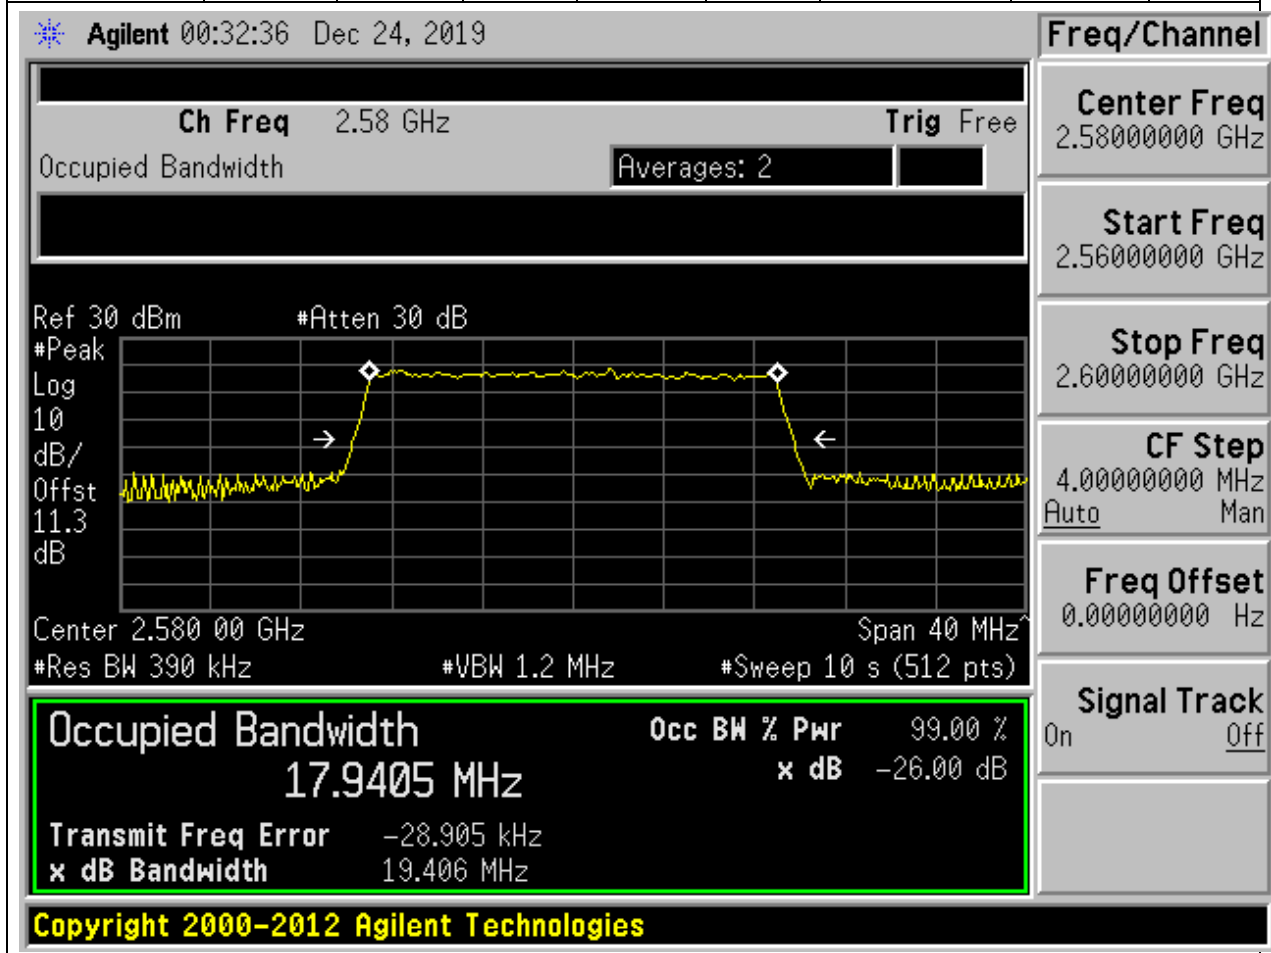 Agilent 00:32:36 Dec 24, 2019
Freq/Channel
Ch Freq 2.58 GHz Trig Free
Occupied Bandwidth Averages: 2
Center Freq
2.58000000 GHz
Start Freq
2.56000000 GHz
Stop Freq
2.60000000 GHz
CF Step
4.00000000 MHz
Auto Man
Freq Offset
0.00000000 Hz
Signal Track
On Off
Ref 30 dBm #Atten 30 dB
#Peak
Log
10
dB/
Offst
11.3
dB
Center 2.580 00 GHz Span 40 MHz^
#Res BW 390 kHz #VBW 1.2 MHz #Sweep 10 s (512 pts)
Occupied Bandwidth
17.9405 MHz
Occ BW % Pwr 99.00 %
x dB -26.00 dB
Transmit Freq Error -28.905 kHz
x dB Bandwidth 19.406 MHz
Copyright 2000-2012 Agilent Technologies